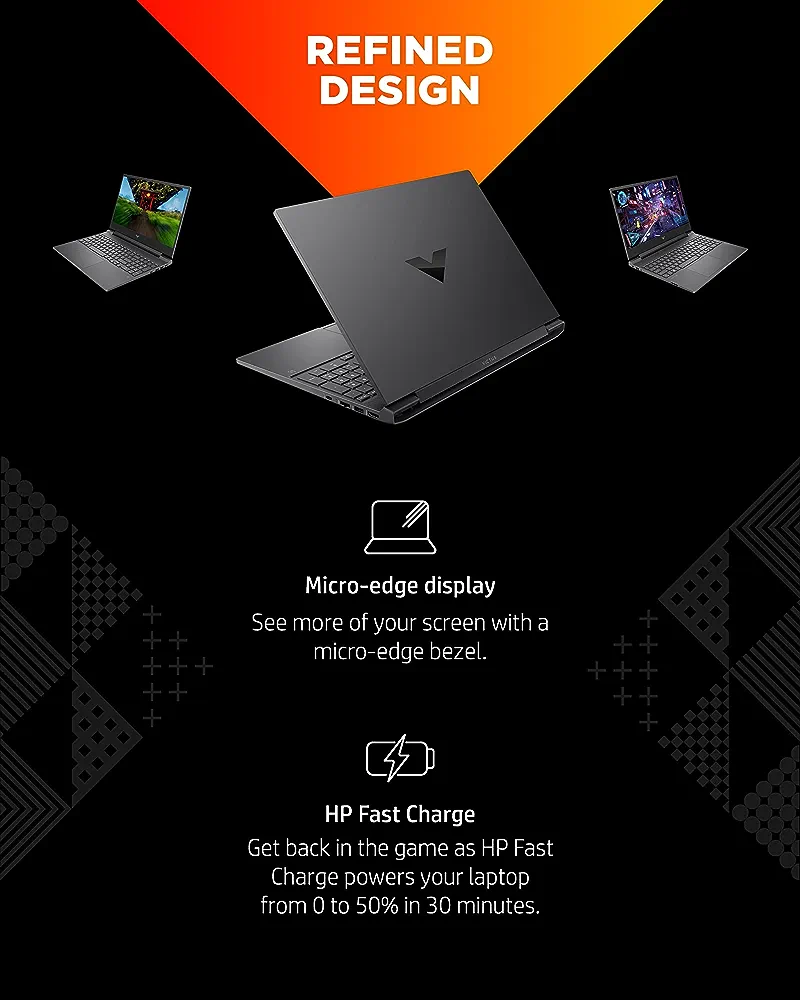 REFINED
DESIGN
Micro-edge display
See more of your screen with a
micro-edge bezel.
HP Fast Charge
Get back in the game as HP Fast
Charge powers your laptop
from 0 to 50% in 30 minutes.